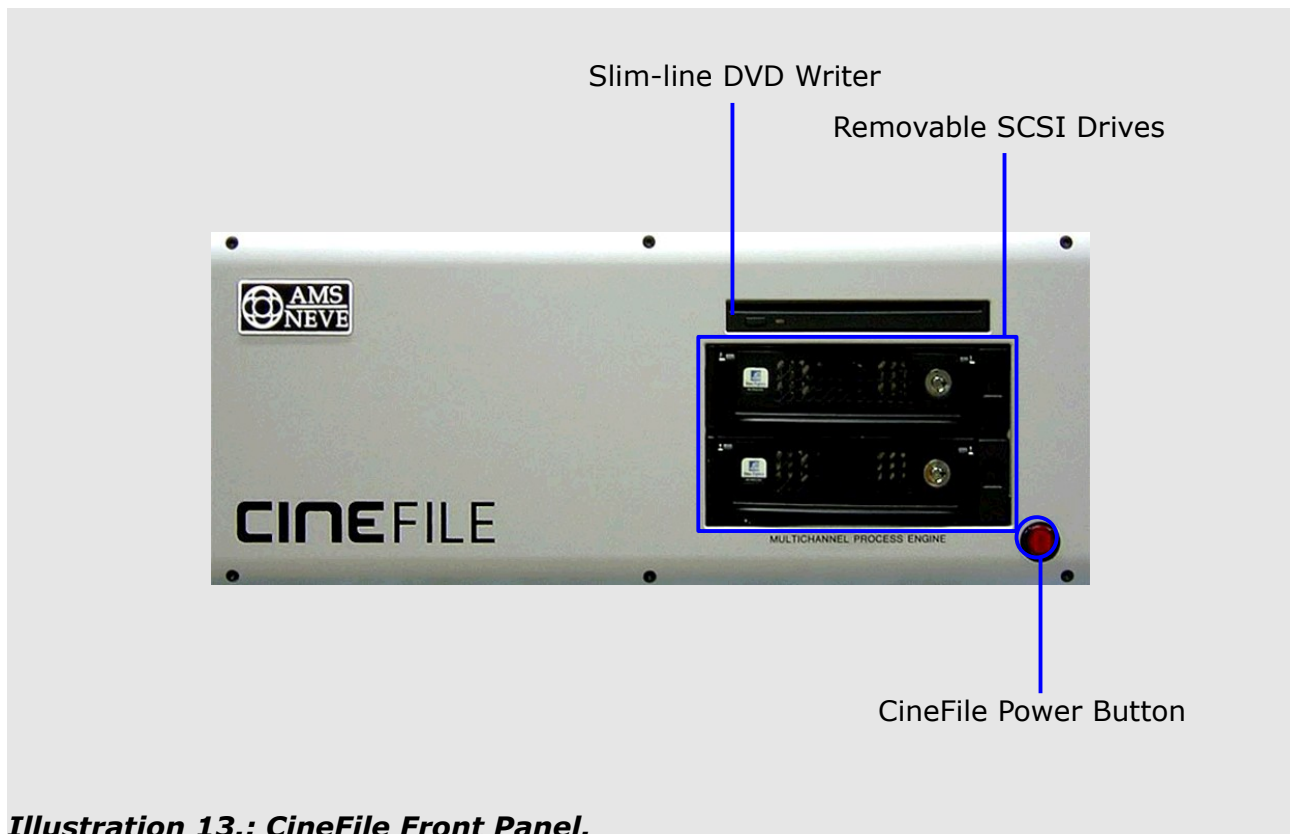 Slim-line DVD Writer
Removable SCSI Drives
AMS
NEVE
CINEFILE
MULTICHANNEL PROCESS ENGINE
CineFile Power Button
Illustration 13.: CineFile Front Panel.